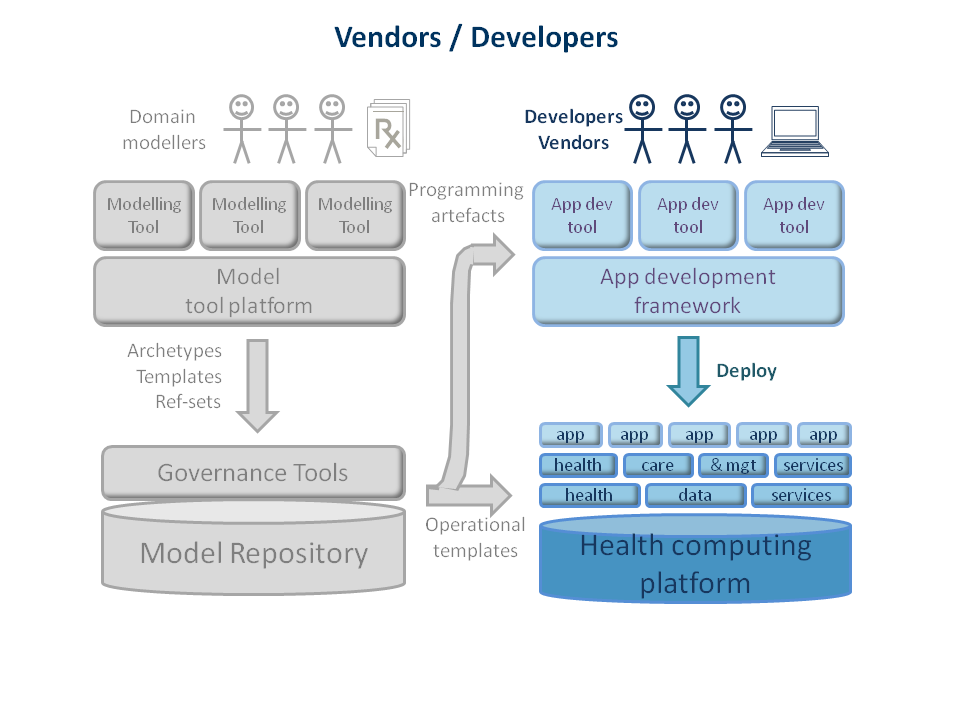 Vendors / Developers
Domain
modellers
Rx
Developers
Vendors
Modelling
Tool
Modelling
Tool
Modelling
Tool
Programming
artefacts
App dev
tool
App dev
tool
App dev
tool
Model
tool platform
App development
framework
Archetypes
Templates
Ref-sets
Deploy
app
app
app
app
app
health
care
& mgt
services
health
data
services
Governance Tools
Operational
templates
Model Repository
Health computing
platform